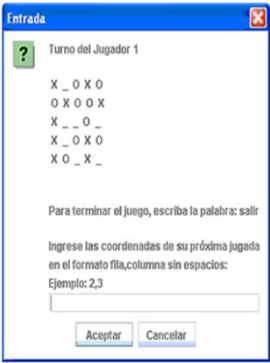 Entrada
Turno del Jugador 1
X _ O X O
O X O O X
X _ _ O _
X _ O X O
X O _ X _
Para terminar el juego, escriba la palabra: salir
Ingrese las coordenadas de su próxima jugada
en el formato fila,columna sin espacios:
Ejemplo: 2,3
Aceptar Cancelar